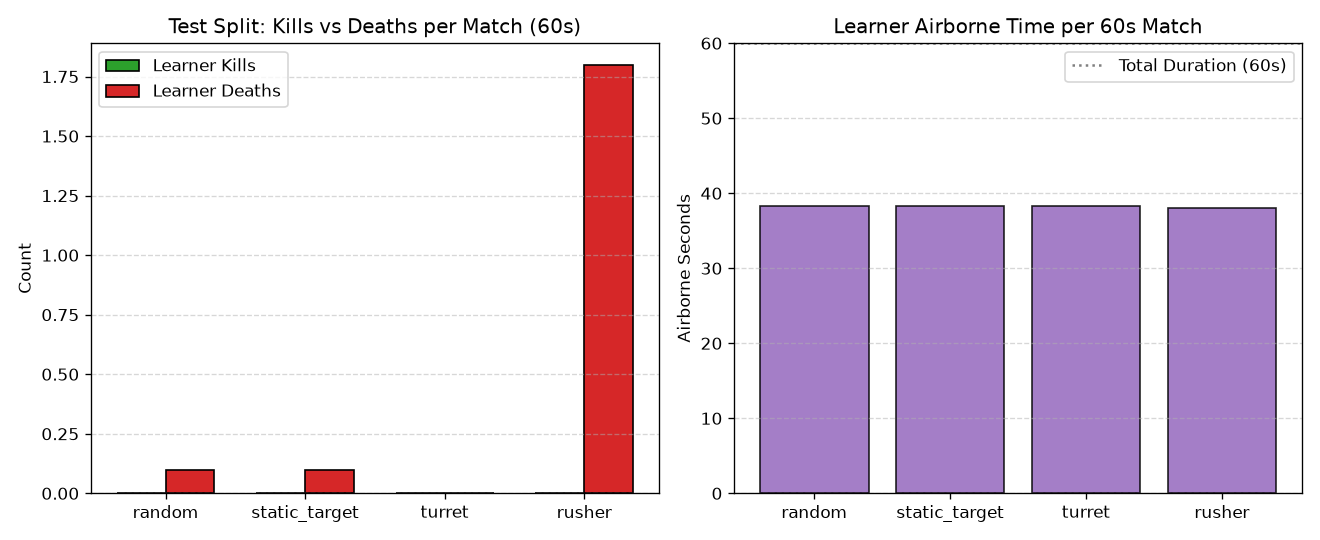 Test Split: Kills vs Deaths per Match (60s)
Learner Kills
Learner Deaths
Count
1.75
1.50
1.25
1.00
0.75
0.50
0.25
0.00
random
static_target
turret
rusher
Learner Airborne Time per 60s Match
Total Duration (60s)
Airborne Seconds
60
50
40
30
20
10
0
random
static_target
turret
rusher